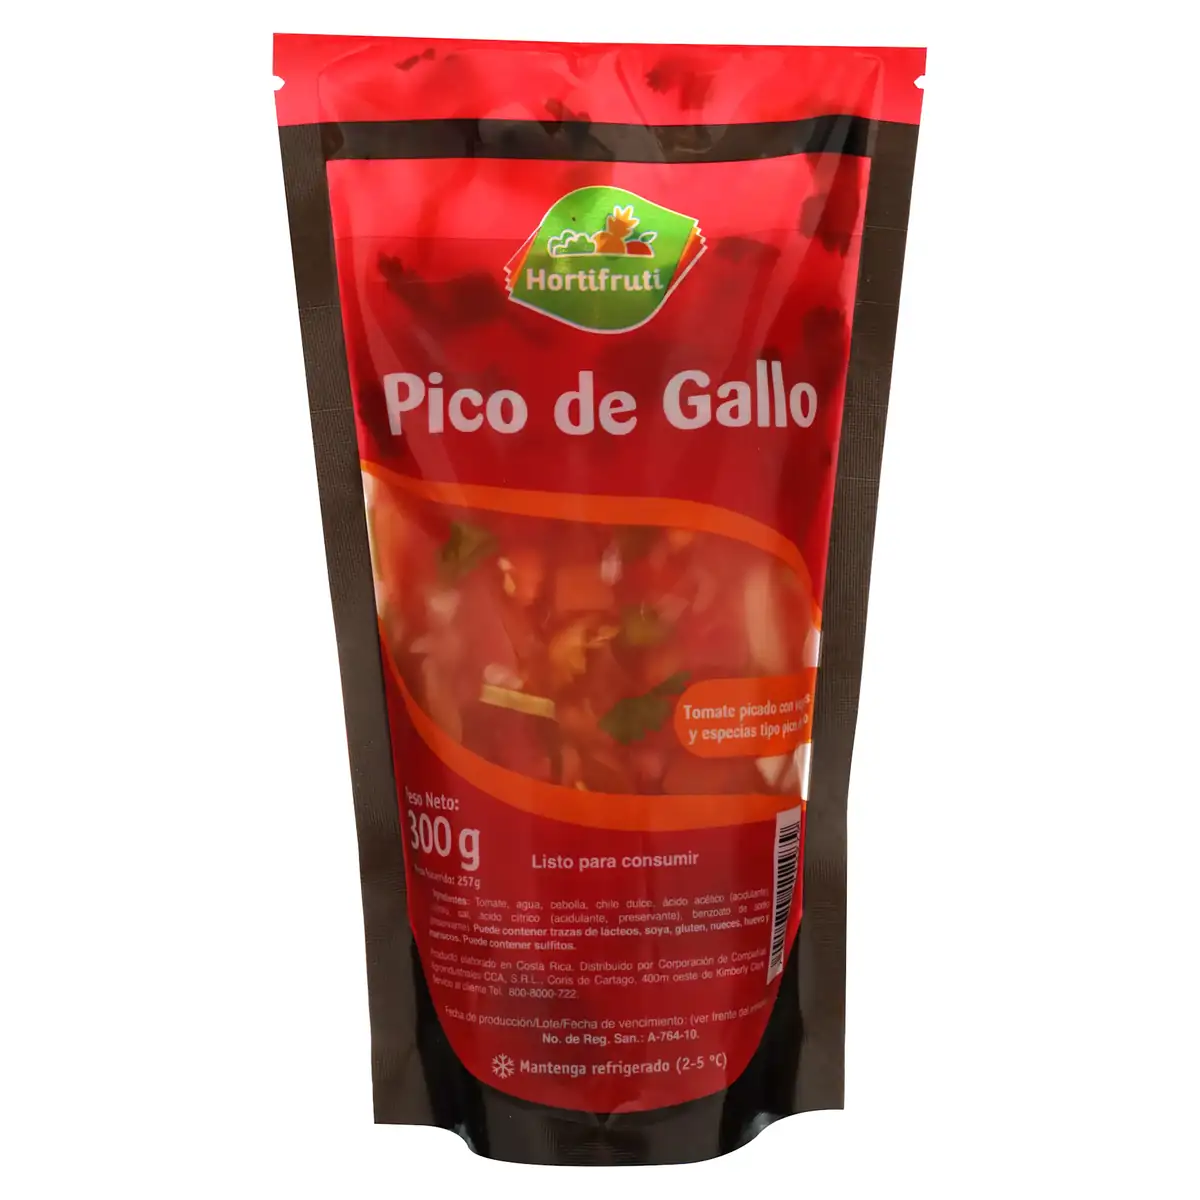 Hortifruti
Pico de Gallo
Tomate picado con
y especias tipo pico
Peso Neto:
300 g
257g
Listo para consumir
Ingredientes: Tomate, agua, cebolla, chile dulce, ácido acético (acidulante)
sal, ácido cítrico (acidulante, preservante), benzoato de sodio
(preservante). Puede contener trazas de lácteos, soya, gluten, nueces, huevo y
mariscos. Puede contener sulfitos.
Producto elaborado en Costa Rica. Distribuido por Corporación de Compañías
Agroindustriales CCA, S.R.L., Coris de Cartago, 400m oeste de Kimberly Clark
Servicio al cliente Tel. 800-8000-722.
Fecha de producción/Lote/Fecha de vencimiento: (ver frente del
No. de Reg. San.: A-764-10.
Mantenga refrigerado (2-5 °C)